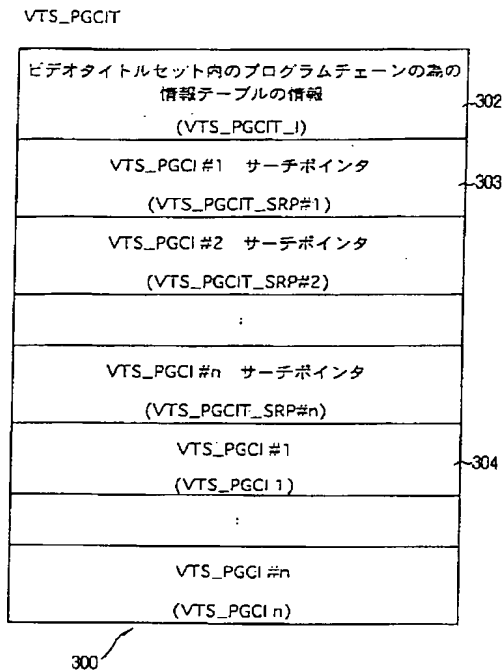 VTS_PGCIT
ビデオタイトルセット内のプログラムチェーンの為の
情報テーブルの情報
(VTS_PGCIT_I)
302
VTS_PGCI #1 サーチポインタ
(VTS_PGCIT_SRP#1)
303
VTS_PGCI #2 サーチポインタ
(VTS_PGCIT_SRP#2)
:
VTS_PGCI #n サーチポインタ
(VTS_PGCIT_SRP#n)
VTS_PGCI #1
(VTS_PGCI 1)
304
:
VTS_PGCI #n
(VTS_PGCI n)
300